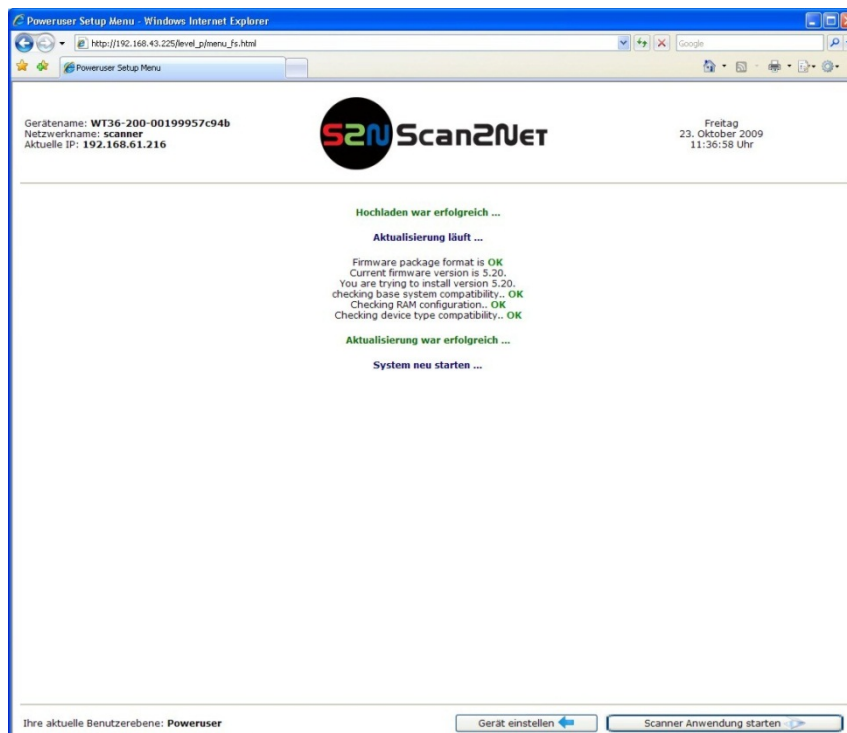 Poweruser Setup Menu - Windows Internet Explorer
http://192.168.43.225/level_p/menu_fs.html
Google
Poweruser Setup Menu
Gerätename: WT36-200-00199957c94b
Netzwerkname: scanner
Aktuelle IP: 192.168.61.216
S2N Scan2Net
Freitag
23. Oktober 2009
11:36:58 Uhr
Hochladen war erfolgreich ...
Aktualisierung läuft ...
Firmware package format is OK
Current firmware version is 5.20.
You are trying to install version 5.20.
checking base system compatibility.. OK
Checking RAM configuration.. OK
Checking device type compatibility.. OK
Aktualisierung war erfolgreich ...
System neu starten ...
Ihre aktuelle Benutzerebene: Poweruser
Gerät einstellen
Scanner Anwendung starten